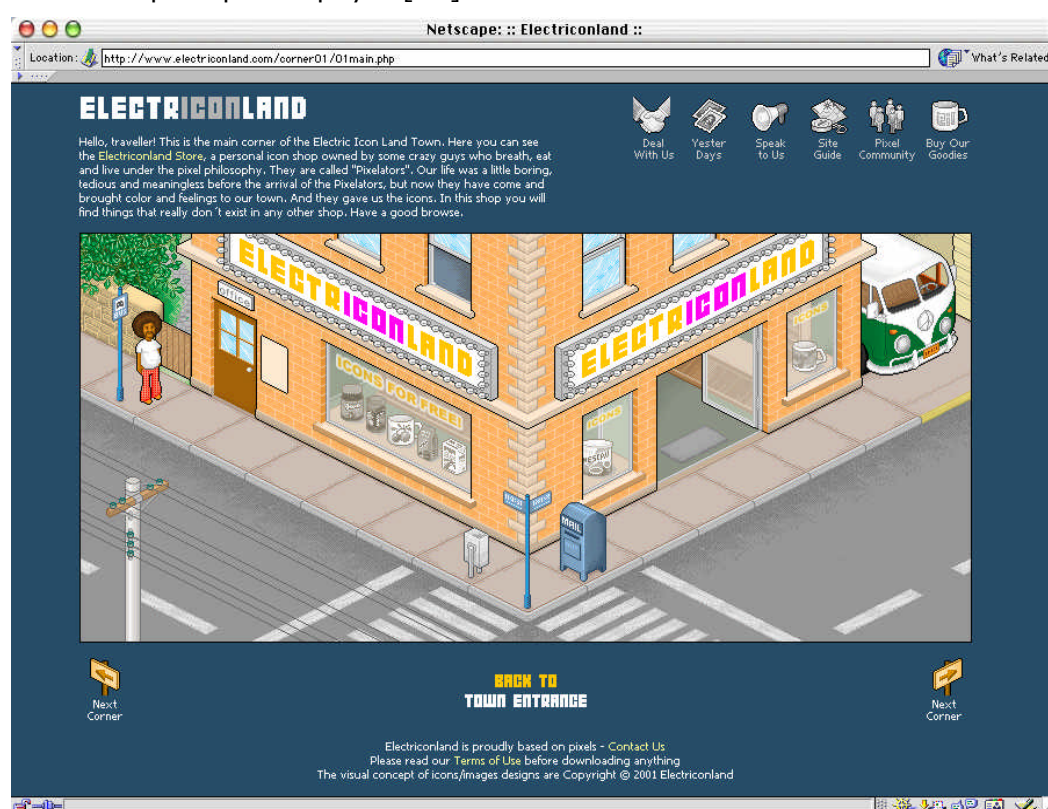 Netscape: :: Electriconland ::
Location: http://www.electriconland.com/corner01/01main.php
What's Related
ELECTRICONLAND
Hello, traveller! This is the main corner of the Electric Icon Land Town. Here you can see
the Electriconland Store, a personal icon shop owned by some crazy guys who breath, eat
and live under the pixel philosophy. They are called "Pixelators". Our life was a little boring,
tedious and meaningless before the arrival of the Pixelators, but now they have come and
brought color and feelings to our town. And they gave us the icons. In this shop you will
find things that really don´t exist in any other shop. Have a good browse.
Deal
With Us
Yester
Days
Speak
to Us
Site
Guide
Pixel
Community
Buy Our
Goodies
ELECTRICONLAND
ELECTRICONLAND
office
BUS
ICONS FOR FREE!
ICONS
ICONS
MAIL
Next
Corner
BACK TO
TOWN ENTRANCE
Next
Corner
Electriconland is proudly based on pixels - Contact Us
Please read our Terms of Use before downloading anything
The visual concept of icons/images designs are Copyright © 2001 Electriconland